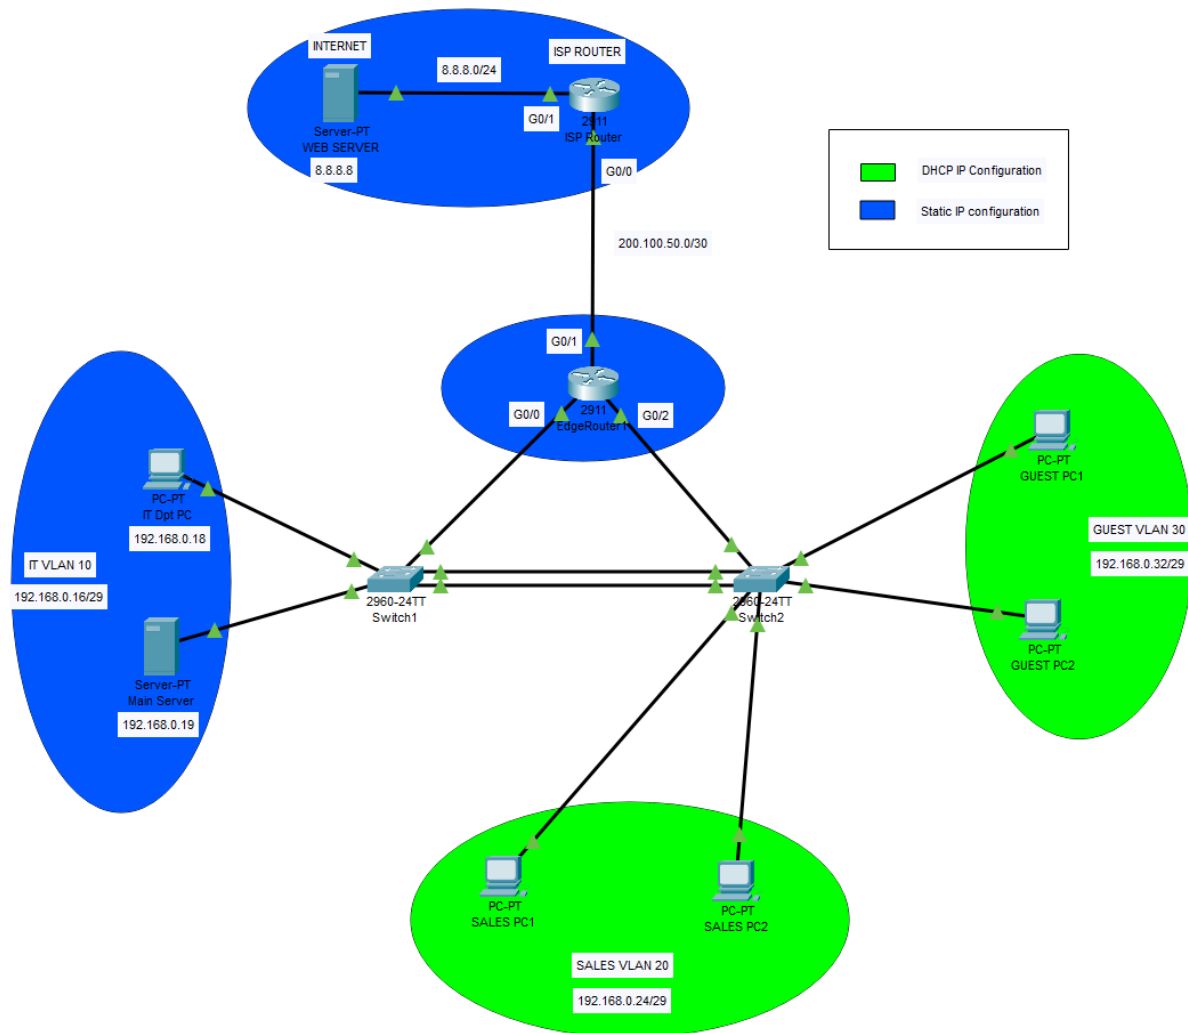 INTERNET
ISP ROUTER
8.8.8.0/24
G0/1
2911
ISP Router
Server-PT
WEB SERVER
8.8.8.8
G0/0
DHCP IP Configuration
Static IP configuration
200.100.50.0/30
G0/1
2911
EdgeRouter1
G0/0
G0/2
PC-PT
IT Dpt PC
192.168.0.18
IT VLAN 10
192.168.0.16/29
Server-PT
Main Server
192.168.0.19
2960-24TT
Switch1
2960-24TT
Switch2
PC-PT
GUEST PC1
GUEST VLAN 30
192.168.0.32/29
PC-PT
GUEST PC2
PC-PT
SALES PC1
PC-PT
SALES PC2
SALES VLAN 20
192.168.0.24/29